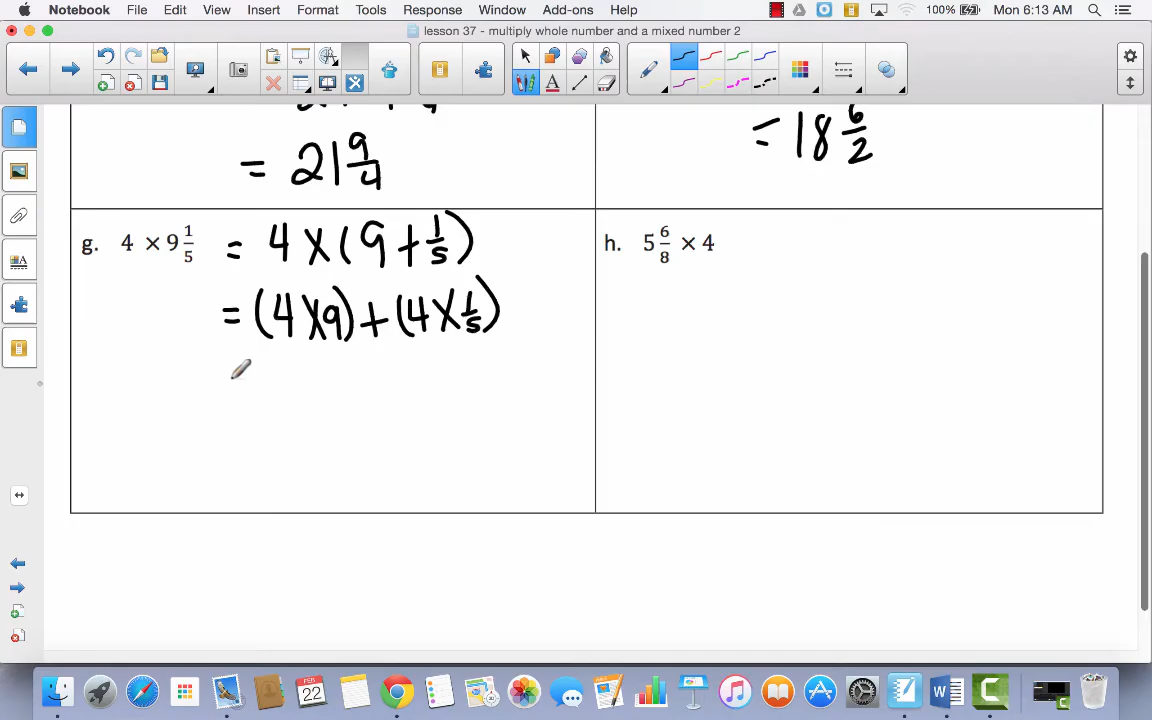 Notebook File Edit View Insert Format Tools Response Window Add-ons Help 100% Mon 6:13 AM
lesson 37 - multiply whole number and a mixed number 2
= 21 9/4
= 18 6/2
g. 4 × 9 1/5 = 4 × (9 + 1/5)
= (4 × 9) + (4 × 1/5)
h. 5 6/8 × 4
FEB
22